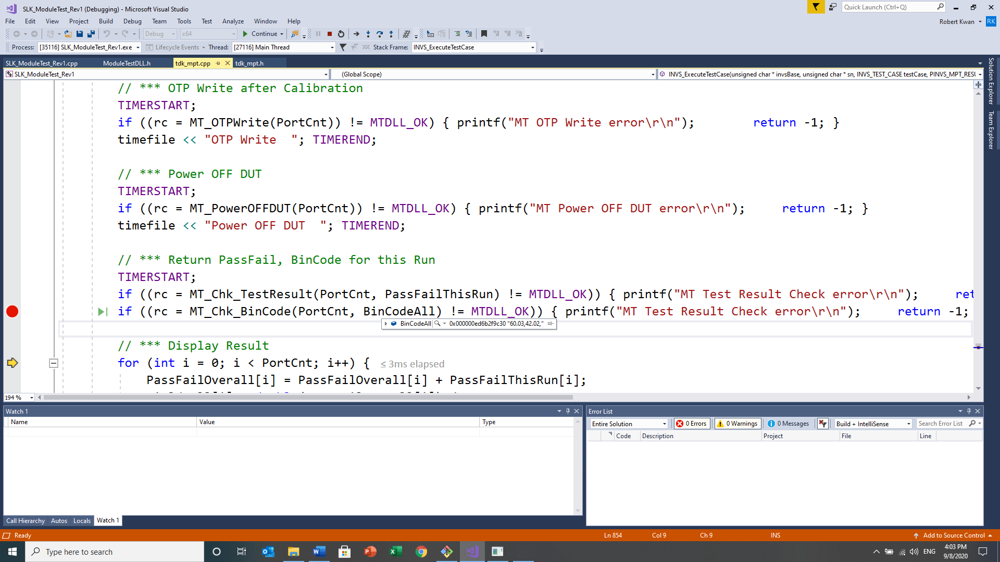 SLK_ModuleTest_Rev1 (Debugging) - Microsoft Visual Studio
Quick Launch (Ctrl+Q)
File Edit View Project Build Debug Team Tools Test Analyze Window Help
Robert Kwan RK
Debug x64 Continue
Process: [35116] SLK_ModuleTest_Rev1.exe Lifecycle Events Thread: [27116] Main Thread Stack Frame: INVS_ExecuteTestCase
SLK_ModuleTest_Rev1.cpp ModuleTestDLL.h tdk_mpt.cpp tdk_mpt.h
SLK_ModuleTest_Rev1 (Global Scope) INVS_ExecuteTestCase(unsigned char * invsBase, unsigned char * sn, INVS_TEST_CASE testCase, PINVS_MPT_RESU
Solution Explorer
Team Explorer
// *** OTP Write after Calibration
TIMERSTART;
if ((rc = MT_OTPWrite(PortCnt)) != MTDLL_OK) { printf("MT OTP Write error\r\n"); return -1; }
timefile << "OTP Write  "; TIMEREND;
// *** Power OFF DUT
TIMERSTART;
if ((rc = MT_PowerOFFDUT(PortCnt)) != MTDLL_OK) { printf("MT Power OFF DUT error\r\n"); return -1; }
timefile << "Power OFF DUT  "; TIMEREND;
// *** Return PassFail, BinCode for this Run
TIMERSTART;
if ((rc = MT_Chk_TestResult(PortCnt, PassFailThisRun) != MTDLL_OK)) { printf("MT Test Result Check error\r\n"); ret
if ((rc = MT_Chk_BinCode(PortCnt, BinCodeAll) != MTDLL_OK)) { printf("MT Test Result Check error\r\n"); return -1;
BinCodeAll 0x000000ed6b2f9c30 "60.03,42.02,"
// *** Display Result
for (int i = 0; i < PortCnt; i++) { ≤ 3ms elapsed
PassFailOverall[i] = PassFailOverall[i] + PassFailThisRun[i];
194 %
Watch 1
Name Value Type
Call Hierarchy Autos Locals Watch 1
Error List
Entire Solution 0 Errors 0 Warnings 0 Messages Build + IntelliSense Search Error List
Code Description Project File Line
Ready Ln 854 Col 9 Ch 9 INS Add to Source Control
Type here to search
ENG 4:03 PM
9/8/2020